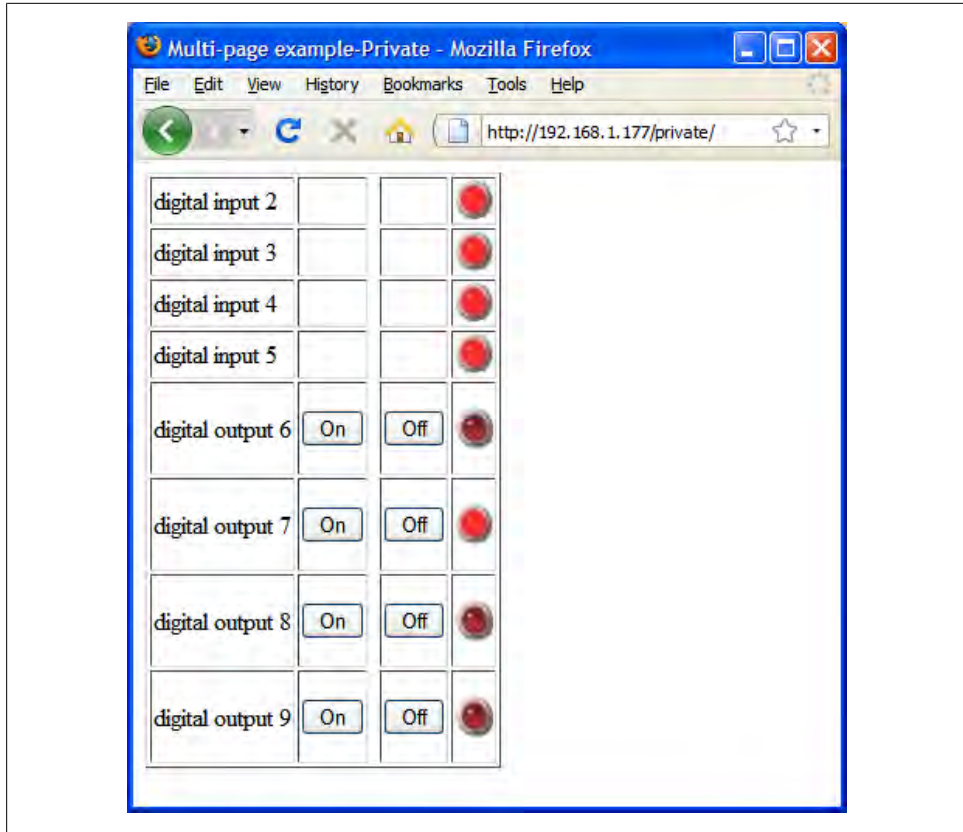 Multi-page example-Private - Mozilla Firefox
File Edit View History Bookmarks Tools Help
http://192.168.1.177/private/
digital input 2
digital input 3
digital input 4
digital input 5
digital output 6 On Off
digital output 7 On Off
digital output 8 On Off
digital output 9 On Off